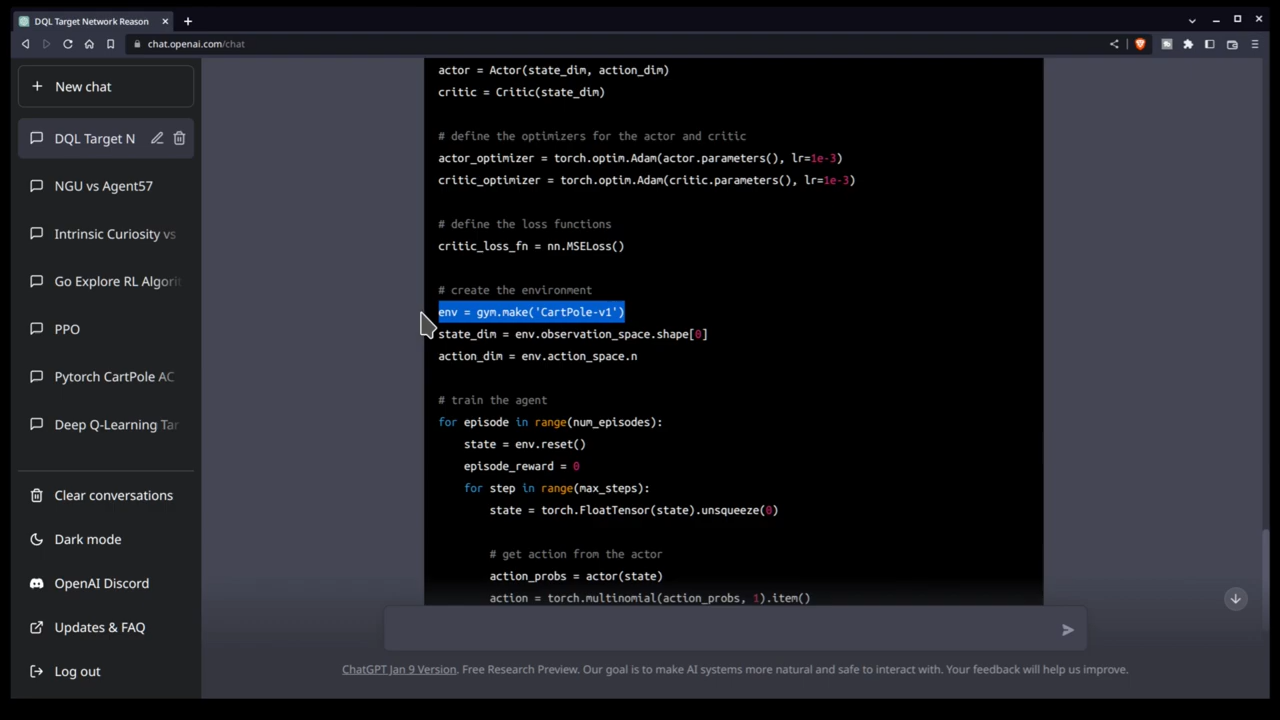 DQL Target Network Reason
chat.openai.com/chat
New chat
DQL Target N
NGU vs Agent57
Intrinsic Curiosity vs
Go Explore RL Algorit
PPO
Pytorch CartPole AC
Deep Q-Learning Tar
Clear conversations
Dark mode
OpenAI Discord
Updates & FAQ
Log out
actor = Actor(state_dim, action_dim)
critic = Critic(state_dim)
# define the optimizers for the actor and critic
actor_optimizer = torch.optim.Adam(actor.parameters(), lr=1e-3)
critic_optimizer = torch.optim.Adam(critic.parameters(), lr=1e-3)
# define the loss functions
critic_loss_fn = nn.MSELoss()
# create the environment
env = gym.make('CartPole-v1')
state_dim = env.observation_space.shape[0]
action_dim = env.action_space.n
# train the agent
for episode in range(num_episodes):
state = env.reset()
episode_reward = 0
for step in range(max_steps):
state = torch.FloatTensor(state).unsqueeze(0)
# get action from the actor
action_probs = actor(state)
action = torch.multinomial(action_probs, 1).item()
ChatGPT Jan 9 Version. Free Research Preview. Our goal is to make AI systems more natural and safe to interact with. Your feedback will help us improve.